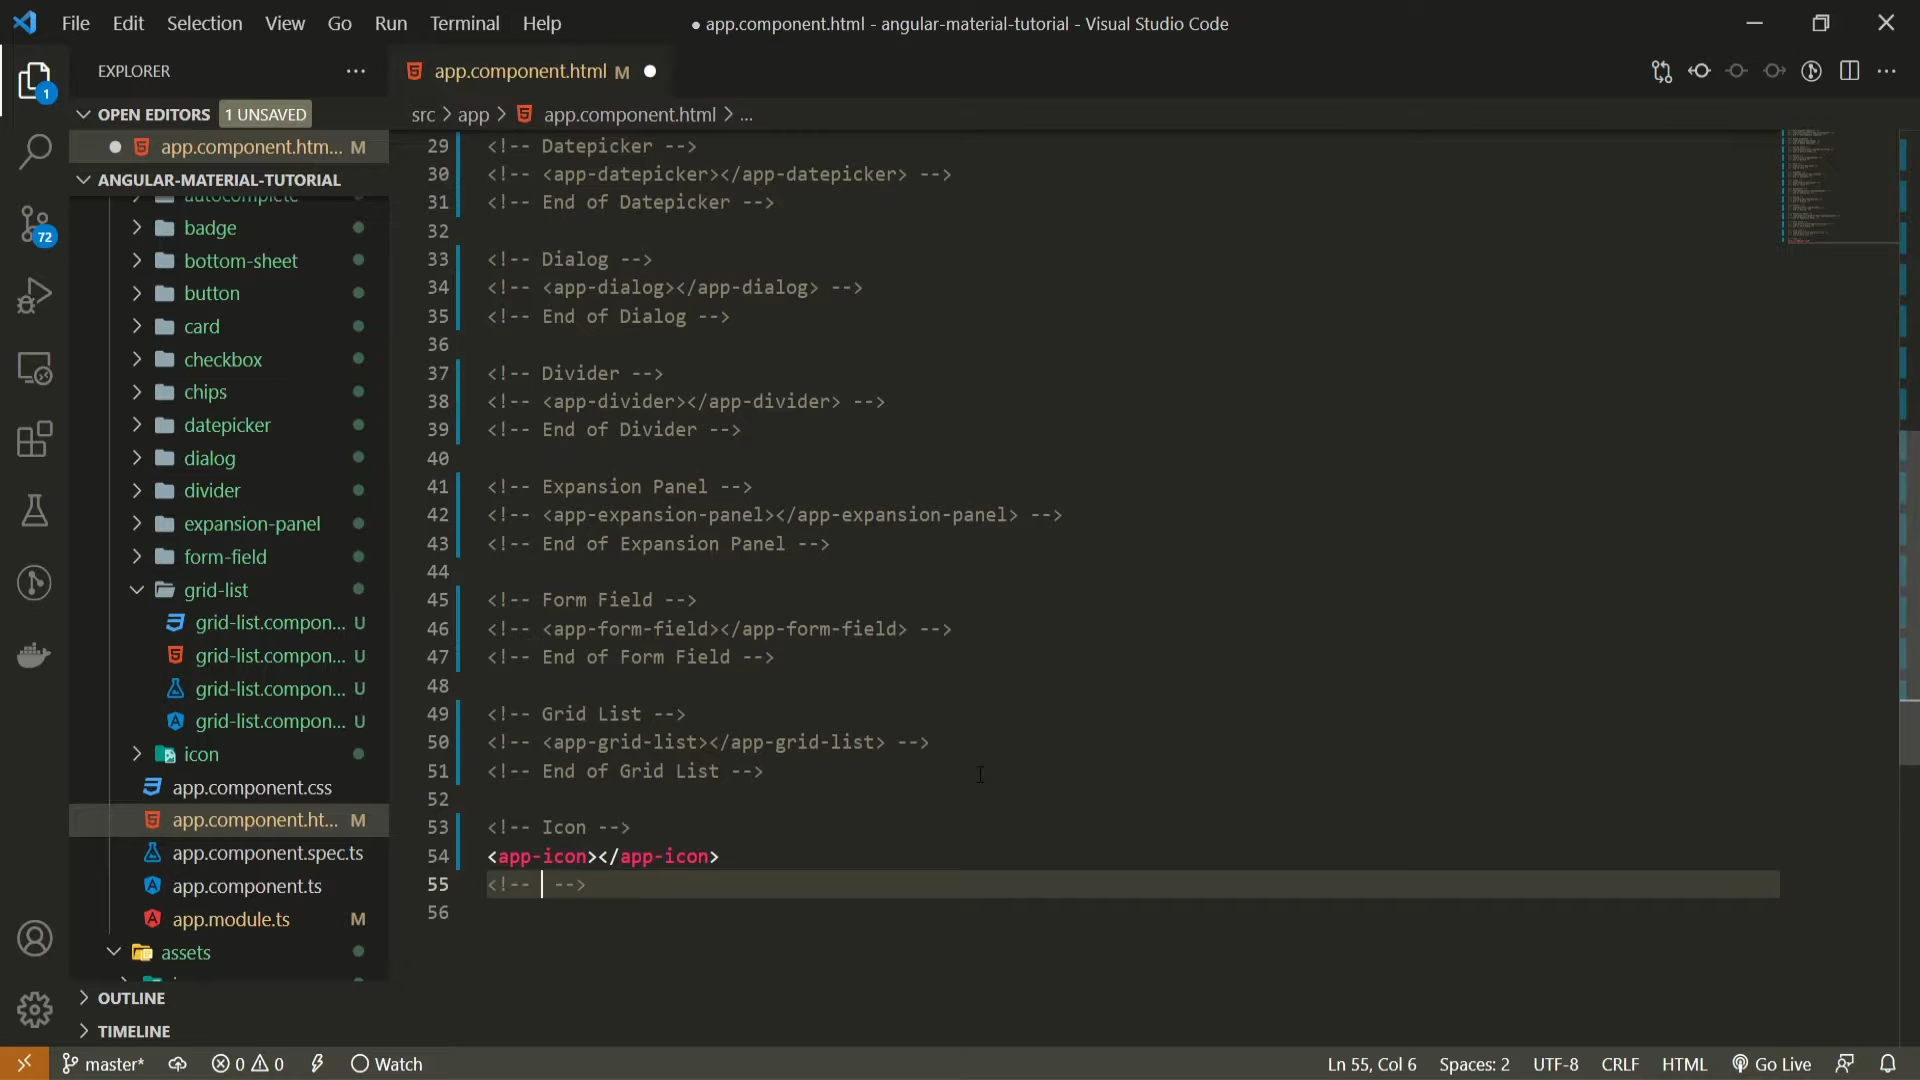 File Edit Selection View Go Run Terminal Help
● app.component.html - angular-material-tutorial - Visual Studio Code
EXPLORER
app.component.html M
1
OPEN EDITORS 1 UNSAVED
src > app > app.component.html > ...
app.component.htm... M
ANGULAR-MATERIAL-TUTORIAL
autocomplete
badge
bottom-sheet
72
button
card
checkbox
chips
datepicker
dialog
divider
expansion-panel
form-field
grid-list
grid-list.compon... U
grid-list.compon... U
grid-list.compon... U
grid-list.compon... U
icon
app.component.css
app.component.ht... M
app.component.spec.ts
app.component.ts
app.module.ts M
assets
OUTLINE
TIMELINE
29 <!-- Datepicker -->
30 <!-- <app-datepicker></app-datepicker> -->
31 <!-- End of Datepicker -->
32
33 <!-- Dialog -->
34 <!-- <app-dialog></app-dialog> -->
35 <!-- End of Dialog -->
36
37 <!-- Divider -->
38 <!-- <app-divider></app-divider> -->
39 <!-- End of Divider -->
40
41 <!-- Expansion Panel -->
42 <!-- <app-expansion-panel></app-expansion-panel> -->
43 <!-- End of Expansion Panel -->
44
45 <!-- Form Field -->
46 <!-- <app-form-field></app-form-field> -->
47 <!-- End of Form Field -->
48
49 <!-- Grid List -->
50 <!-- <app-grid-list></app-grid-list> -->
51 <!-- End of Grid List -->
52
53 <!-- Icon -->
54 <app-icon></app-icon>
55 <!--  -->
56
master* 0 0 Watch Ln 55, Col 6 Spaces: 2 UTF-8 CRLF HTML Go Live